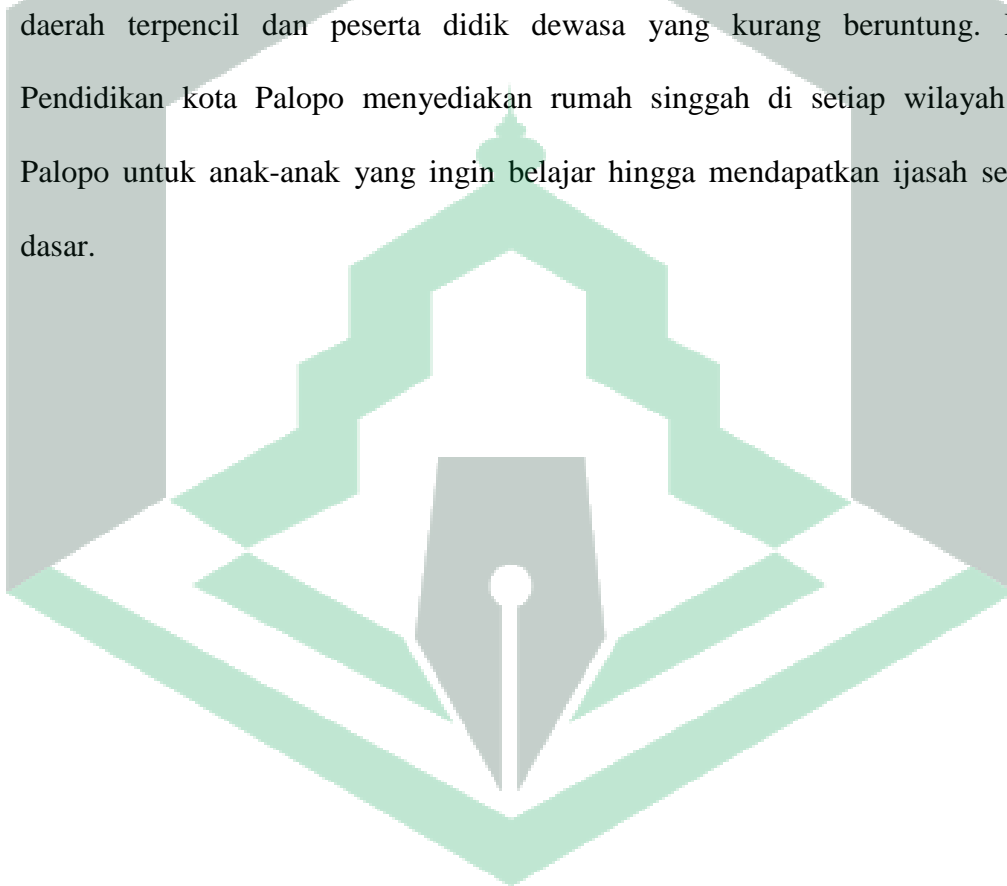 daerah terpencil dan peserta didik dewasa yang kurang beruntung.
Pendidikan kota Palopo menyediakan rumah singgah di setiap wilayah
Palopo untuk anak-anak yang ingin belajar hingga mendapatkan ijasah
dasar.